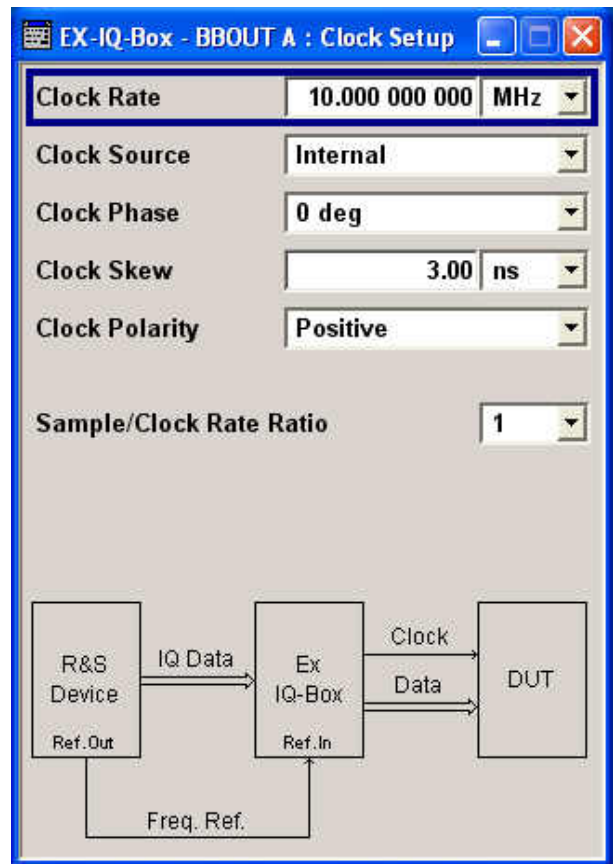 EX-IQ-Box - BBOUT A : Clock Setup
Clock Rate 10.000 000 000 MHz
Clock Source Internal
Clock Phase 0 deg
Clock Skew 3.00 ns
Clock Polarity Positive
Sample/Clock Rate Ratio 1
R&S Device
Ref.Out
IQ Data
Ex IQ-Box
Ref.In
Clock
Data
DUT
Freq. Ref.